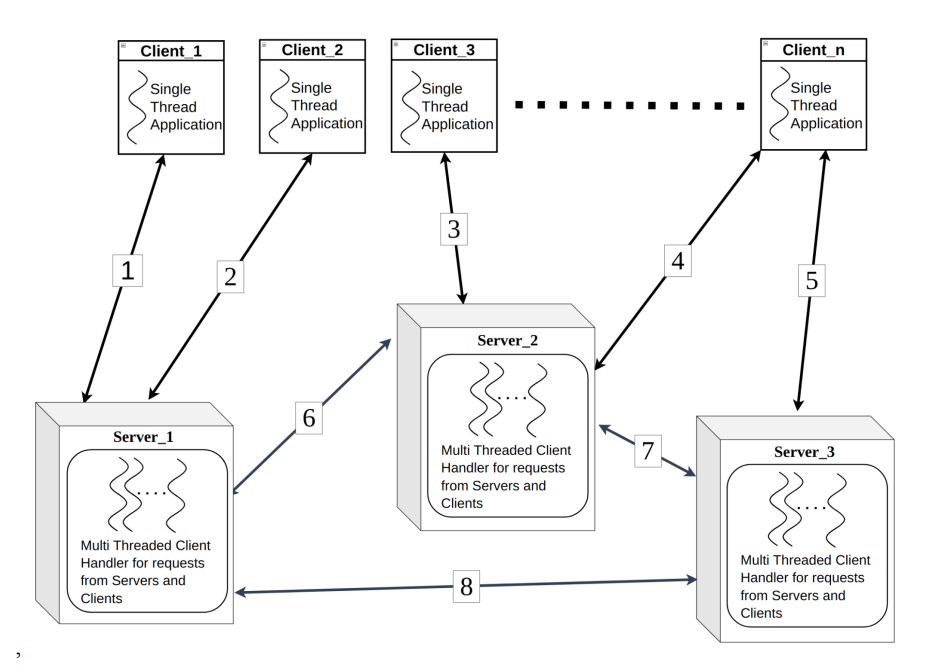 Client_1
Single
Thread
Application
Client_2
Single
Thread
Application
Client_3
Single
Thread
Application
Client_n
Single
Thread
Application
1
2
3
4
5
6
7
8
Server_1
Multi Threaded Client
Handler for requests
from Servers and
Clients
Server_2
Multi Threaded Client
Handler for requests
from Servers and
Clients
Server_3
Multi Threaded Client
Handler for requests
from Servers and
Clients
,